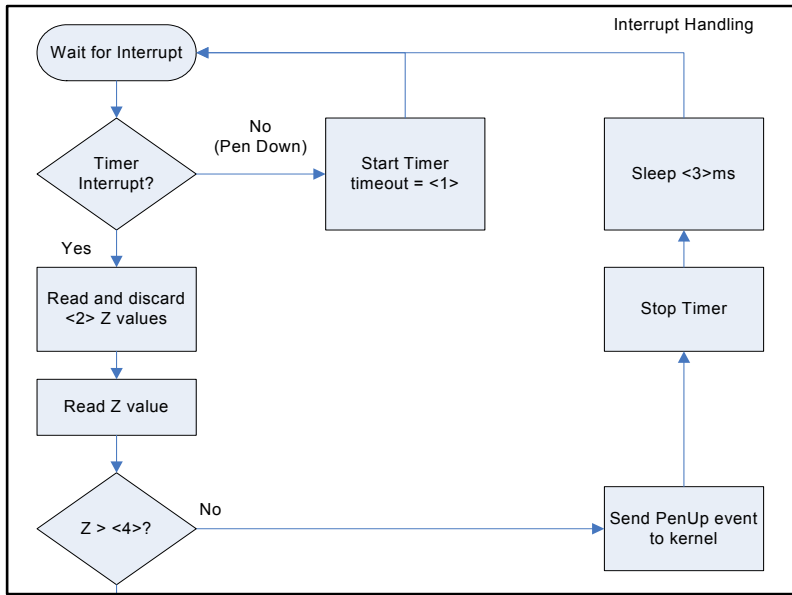 Interrupt Handling
Wait for Interrupt
Timer
Interrupt?
No
(Pen Down)
Start Timer
timeout = <1>
Sleep <3>ms
Yes
Read and discard
<2> Z values
Stop Timer
Read Z value
Z > <4>?
No
Send PenUp event
to kernel